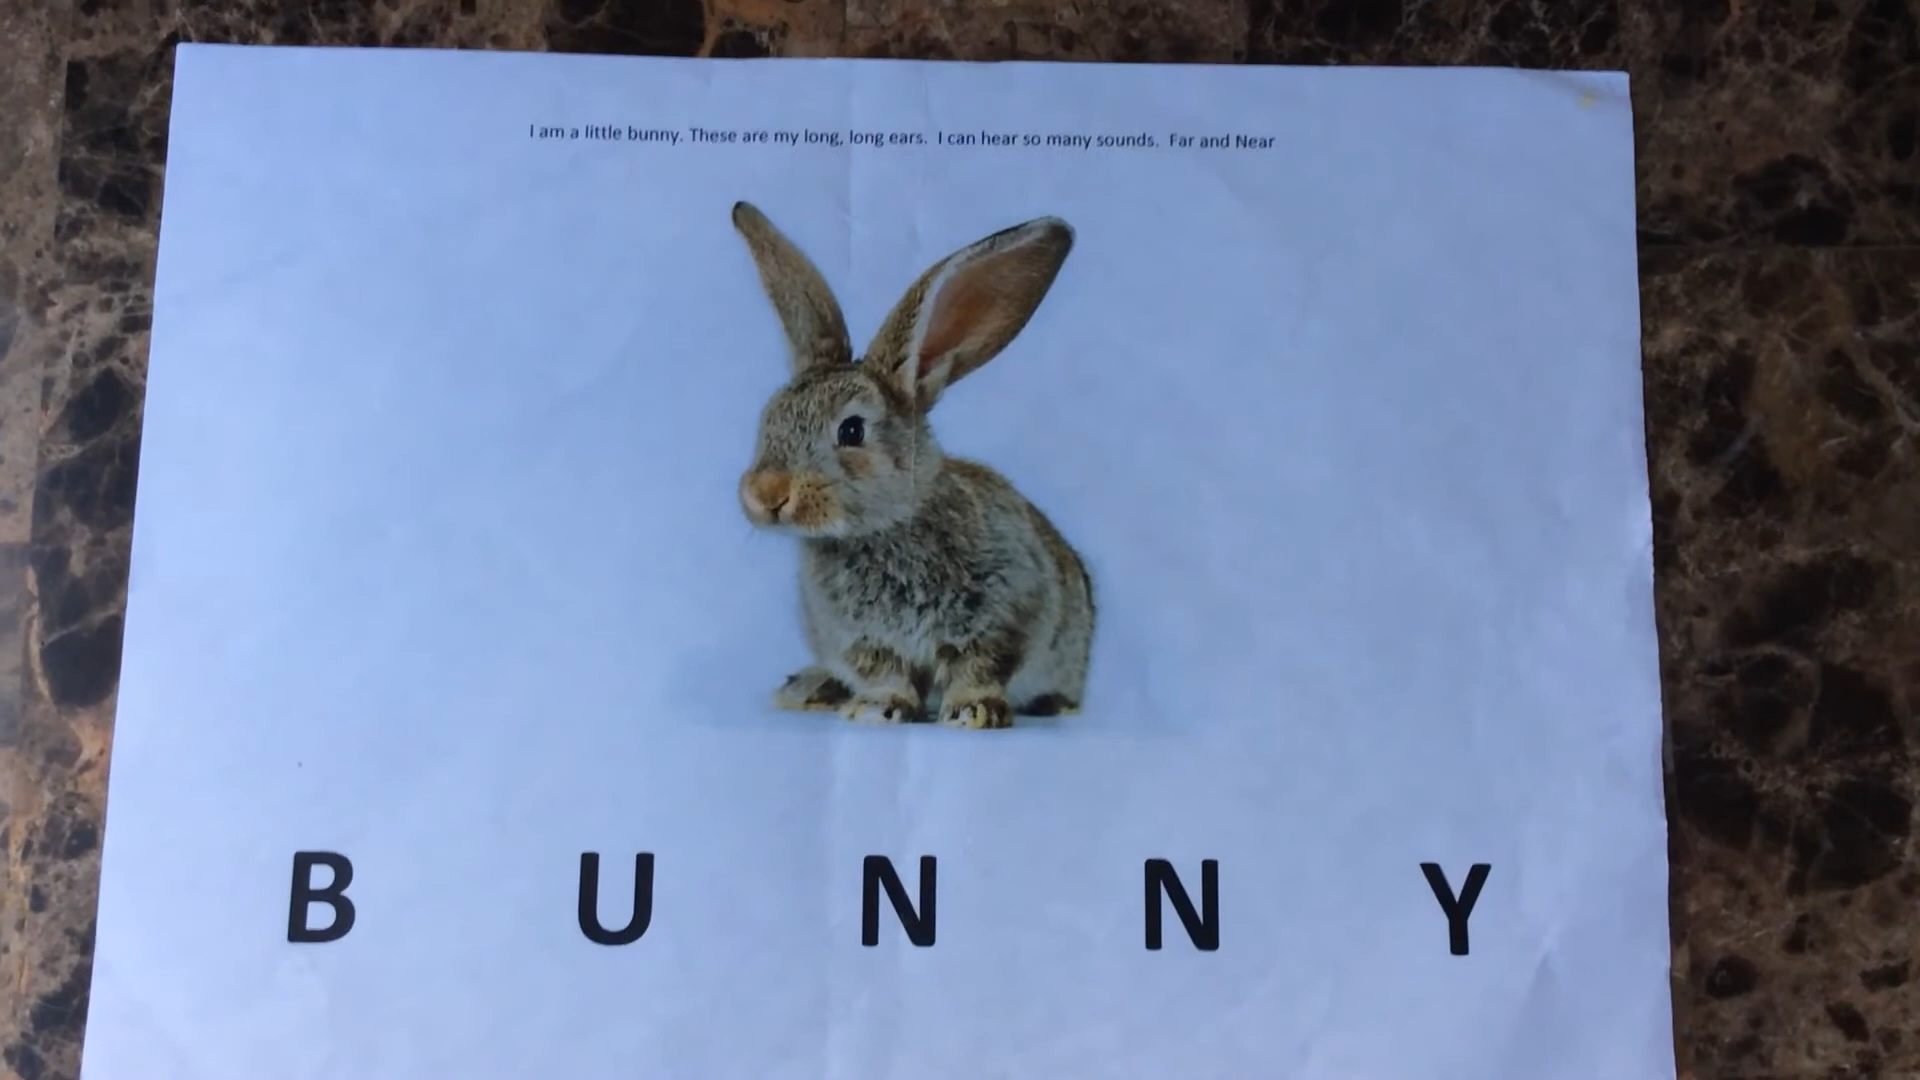 I am a little bunny. These are my long, long ears. I can hear so many sounds. Far and Near
B U N N Y